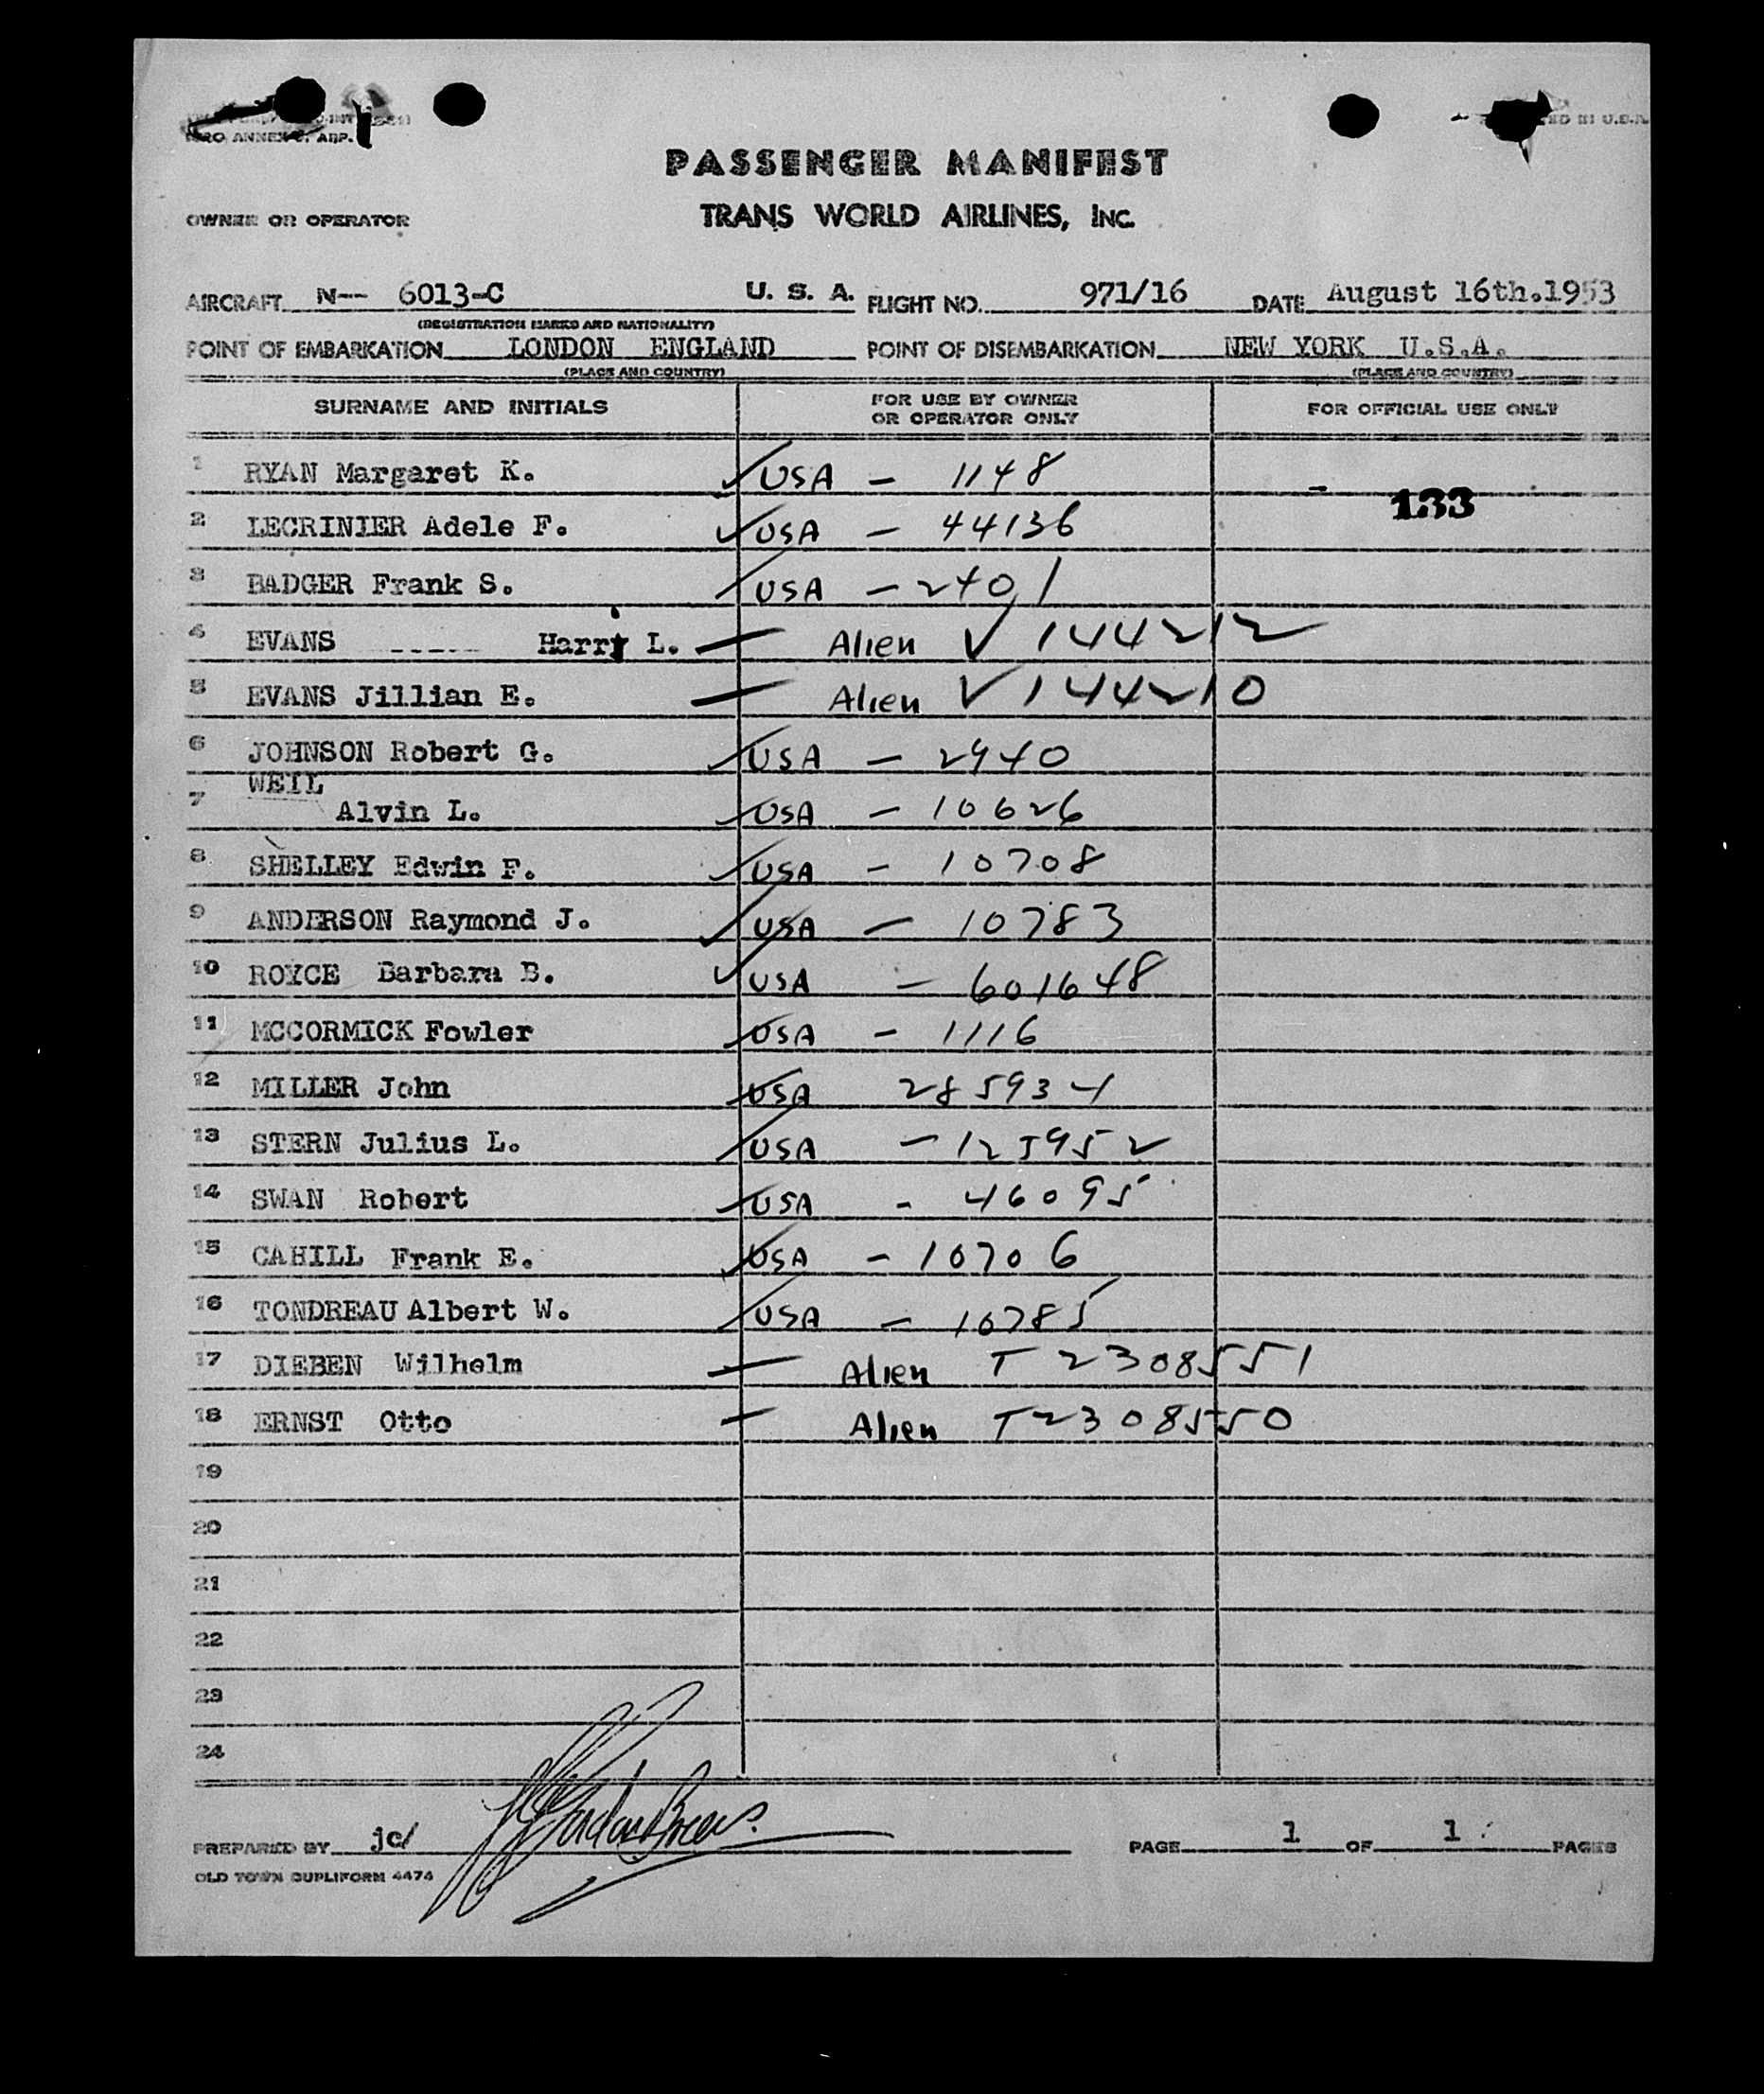 ICAO ANNEX 9. APP.
PASSENGER MANIFEST
OWNER OR OPERATOR TRANS WORLD AIRLINES, INC.
AIRCRAFT N-- 6013-C U. S. A. FLIGHT NO. 971/16 DATE August 16th.1953
(REGISTRATION MARKS AND NATIONALITY)
POINT OF EMBARKATION LONDON ENGLAND POINT OF DISEMBARKATION NEW YORK U.S.A.
(PLACE AND COUNTRY) (PLACE AND COUNTRY)
SURNAME AND INITIALS FOR USE BY OWNER OR OPERATOR ONLY FOR OFFICIAL USE ONLY
1 RYAN Margaret K. ✓ USA - 1148
133
2 LECRINIER Adele F. ✓ USA - 44136
3 BADGER Frank S. USA - 2401
4 EVANS ----- Harry L. - Alien V 144212
5 EVANS Jillian E. - Alien V 144210
6 JOHNSON Robert G. USA - 2940
7 WEIL Alvin L. USA - 10626
8 SHELLEY Edwin F. USA - 10708
9 ANDERSON Raymond J. ✓ USA - 10783
10 ROYCE Barbara B. ✓ USA - 601648
11 MCCORMICK Fowler USA - 1116
12 MILLER John USA 285934
13 STERN Julius L. USA - 125952
14 SWAN Robert USA - 46095
15 CAHILL Frank E. USA - 10706
16 TONDREAU Albert W. USA - 10785
17 DIEBEN Wilhelm - Alien T 2308551
18 ERNST Otto - Alien T2308550
19
20
21
22
23
24
PREPARED BY jc/ PAGE 1 OF 1 PAGES
OLD TOWN DUPLIFORM 4474